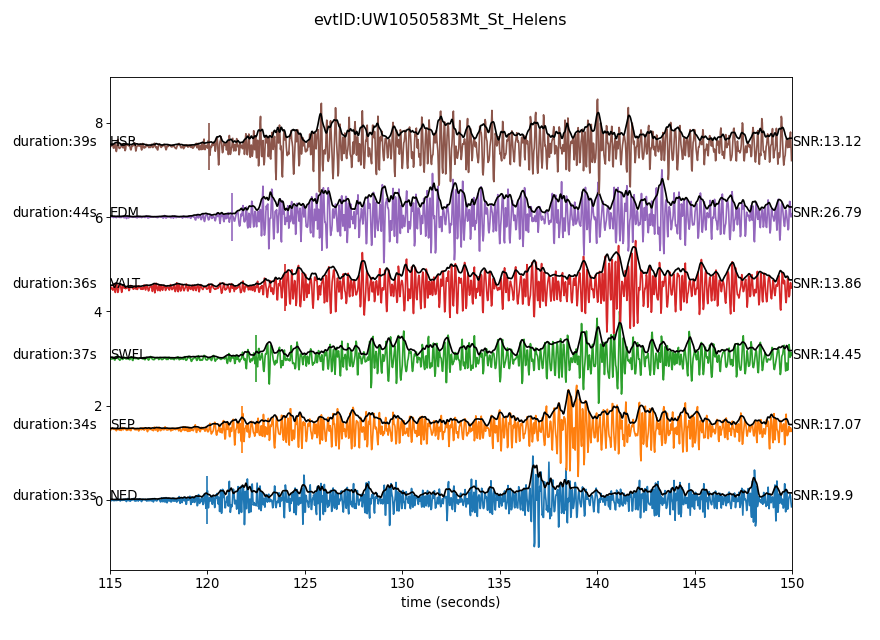 evtID:UW1050583Mt_St_Helens
8
duration:39s HSR SNR:13.12
duration:44s EDM SNR:26.79
6
duration:36s VALT SNR:13.86
4
duration:37s SWFL SNR:14.45
2
duration:34s SEP SNR:17.07
duration:33s NED SNR:19.9
0
115 120 125 130 135 140 145 150
time (seconds)